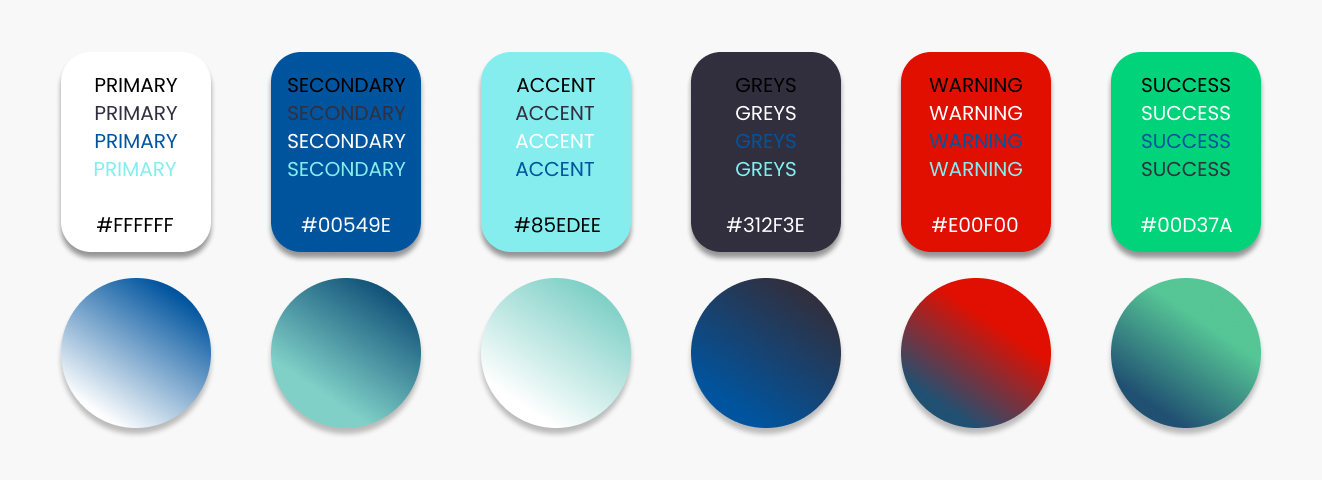 PRIMARY
PRIMARY
PRIMARY
PRIMARY
#FFFFFF
SECONDARY
SECONDARY
SECONDARY
SECONDARY
#00549E
ACCENT
ACCENT
ACCENT
ACCENT
#85EDEE
GREYS
GREYS
GREYS
GREYS
#312F3E
WARNING
WARNING
WARNING
WARNING
#E00F00
SUCCESS
SUCCESS
SUCCESS
SUCCESS
#00D37A